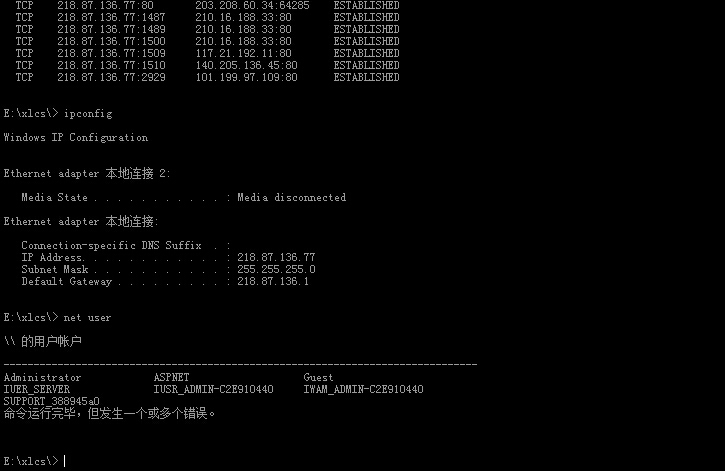 TCP 218.87.136.77:80 203.208.60.34:64285 ESTABLISHED
TCP 218.87.136.77:1487 210.16.188.33:80 ESTABLISHED
TCP 218.87.136.77:1489 210.16.188.33:80 ESTABLISHED
TCP 218.87.136.77:1500 210.16.188.33:80 ESTABLISHED
TCP 218.87.136.77:1509 117.21.192.11:80 ESTABLISHED
TCP 218.87.136.77:1510 140.205.136.45:80 ESTABLISHED
TCP 218.87.136.77:2929 101.199.97.109:80 ESTABLISHED
E:\xlcs\> ipconfig
Windows IP Configuration
Ethernet adapter 本地连接 2:
Media State . . . . . . . . . . . : Media disconnected
Ethernet adapter 本地连接:
Connection-specific DNS Suffix . :
IP Address. . . . . . . . . . . . : 218.87.136.77
Subnet Mask . . . . . . . . . . . : 255.255.255.0
Default Gateway . . . . . . . . . : 218.87.136.1
E:\xlcs\> net user
\\ 的用户帐户
-------------------------------------------------------------------------------
Administrator ASPNET Guest
IUER_SERVER IUSR_ADMIN-C2E910440 IWAM_ADMIN-C2E910440
SUPPORT_388945a0
命令运行完毕，但发生一个或多个错误。
E:\xlcs\>